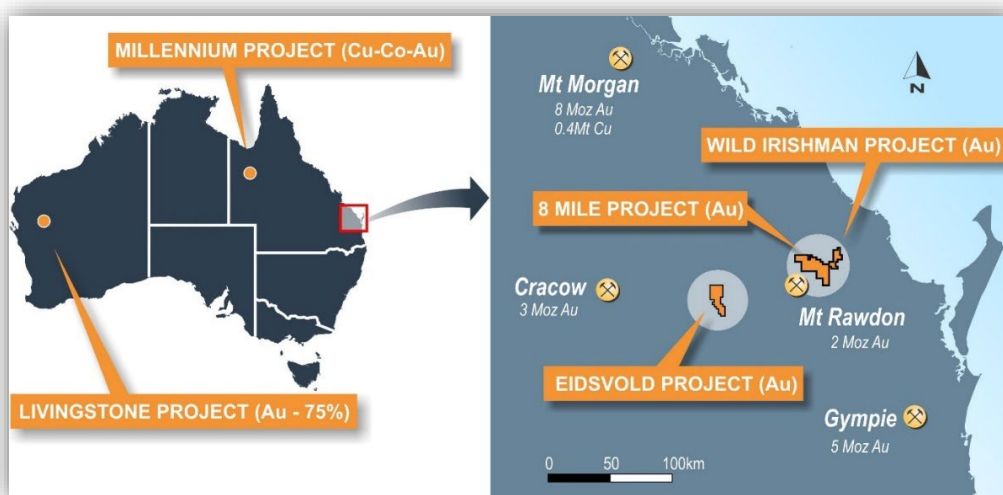 MILLENNIUM PROJECT (Cu-Co-Au)
LIVINGSTONE PROJECT (Au - 75%)
Mt Morgan
8 Moz Au
0.4Mt Cu
N
WILD IRISHMAN PROJECT (Au)
8 MILE PROJECT (Au)
Cracow
3 Moz Au
Mt Rawdon
2 Moz Au
EIDSVOLD PROJECT (Au)
Gympie
5 Moz Au
0 50 100km